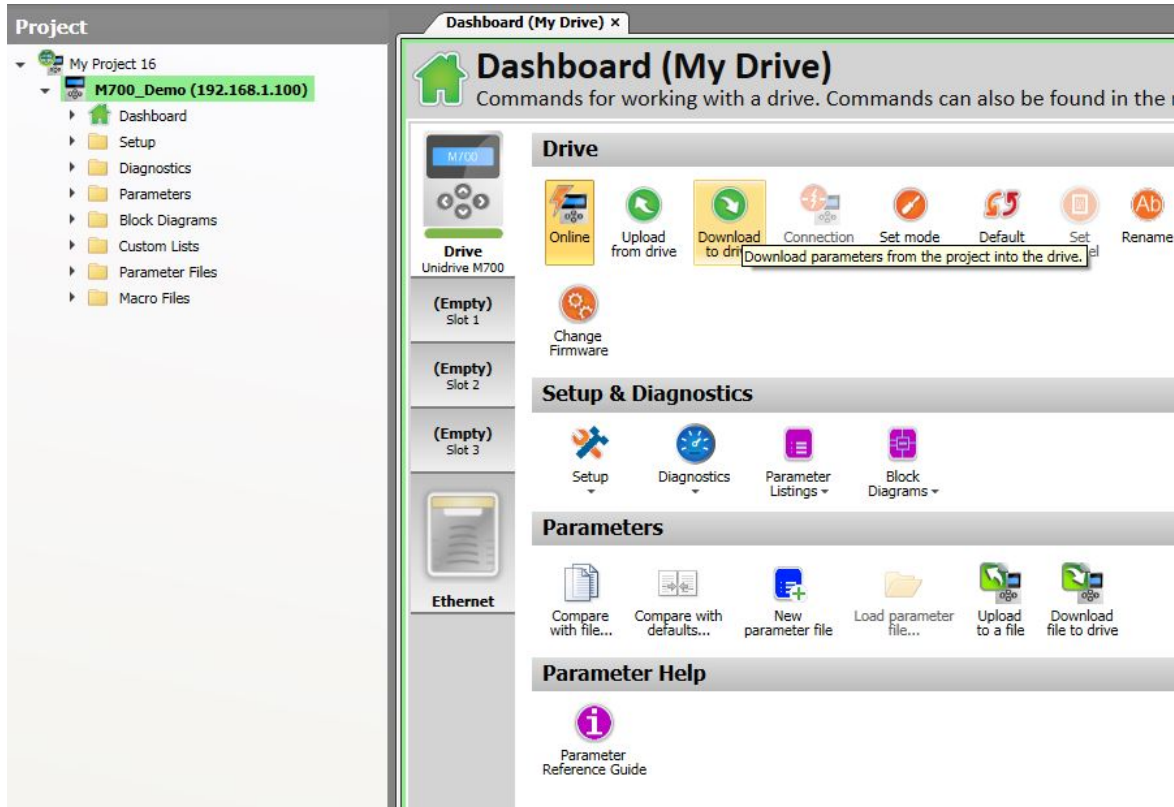 Project
My Project 16
M700_Demo (192.168.1.100)
Dashboard
Setup
Diagnostics
Parameters
Block Diagrams
Custom Lists
Parameter Files
Macro Files
Dashboard (My Drive) ×
Dashboard (My Drive)
Commands for working with a drive. Commands can also be found in the
M700
Drive
Unidrive M700
(Empty)
Slot 1
(Empty)
Slot 2
(Empty)
Slot 3
Ethernet
Drive
Online
Upload
from drive
Download
to
Connection
Set mode
Default
Set
Ab
Rename
Download parameters from the project into the drive.
Change
Firmware
Setup & Diagnostics
Setup
Diagnostics
Parameter
Listings
Block
Diagrams
Parameters
Compare
with file...
Compare with
defaults...
New
parameter file
Load parameter
file...
Upload
to a file
Download
file to drive
Parameter Help
Parameter
Reference Guide